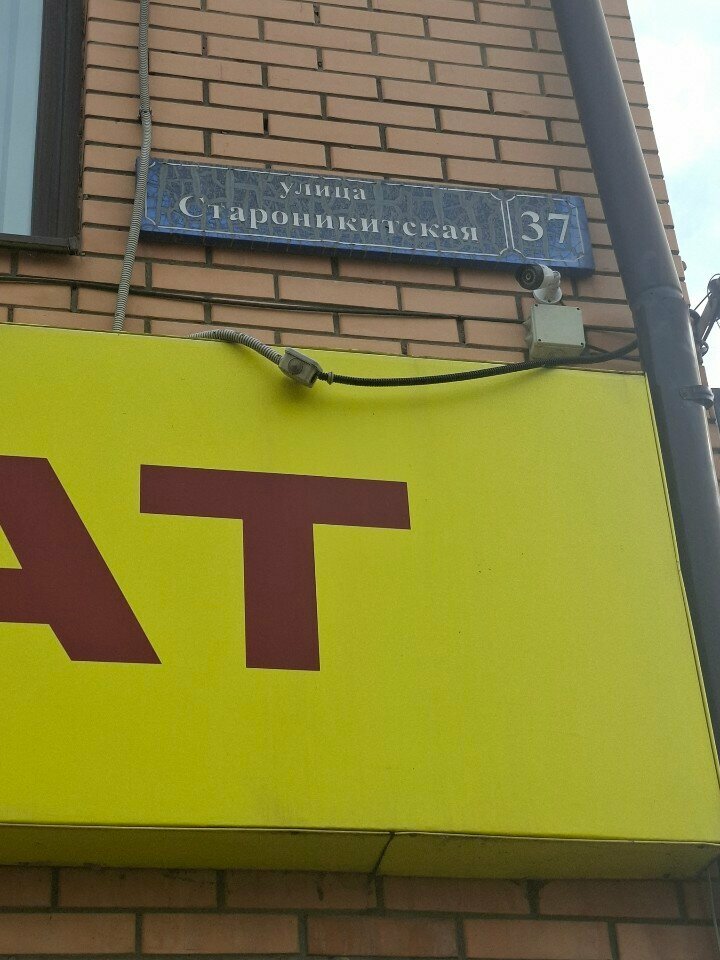 улица
Староникитская 37
АТ